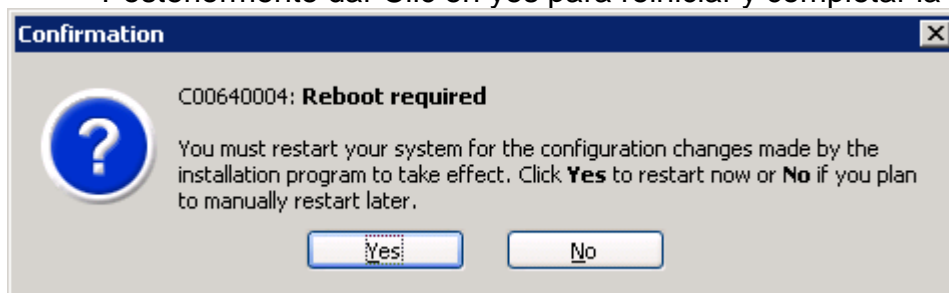 Posteriormente dar Clic en yes para reiniciar y completar la
Confirmation
C00640004: Reboot required
You must restart your system for the configuration changes made by the
installation program to take effect. Click Yes to restart now or No if you plan
to manually restart later.
Yes
No